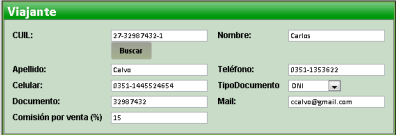 Viajante
CUIL: 27-32987432-1 Nombre: Carlos
Buscar
Apellido: Calvo Teléfono: 0351-1353622
Celular: 0351-1445524654 TipoDocumento DNI
Documento: 32987432 Mail: ccalvo@gmail.com
Comisión por venta (%) 15